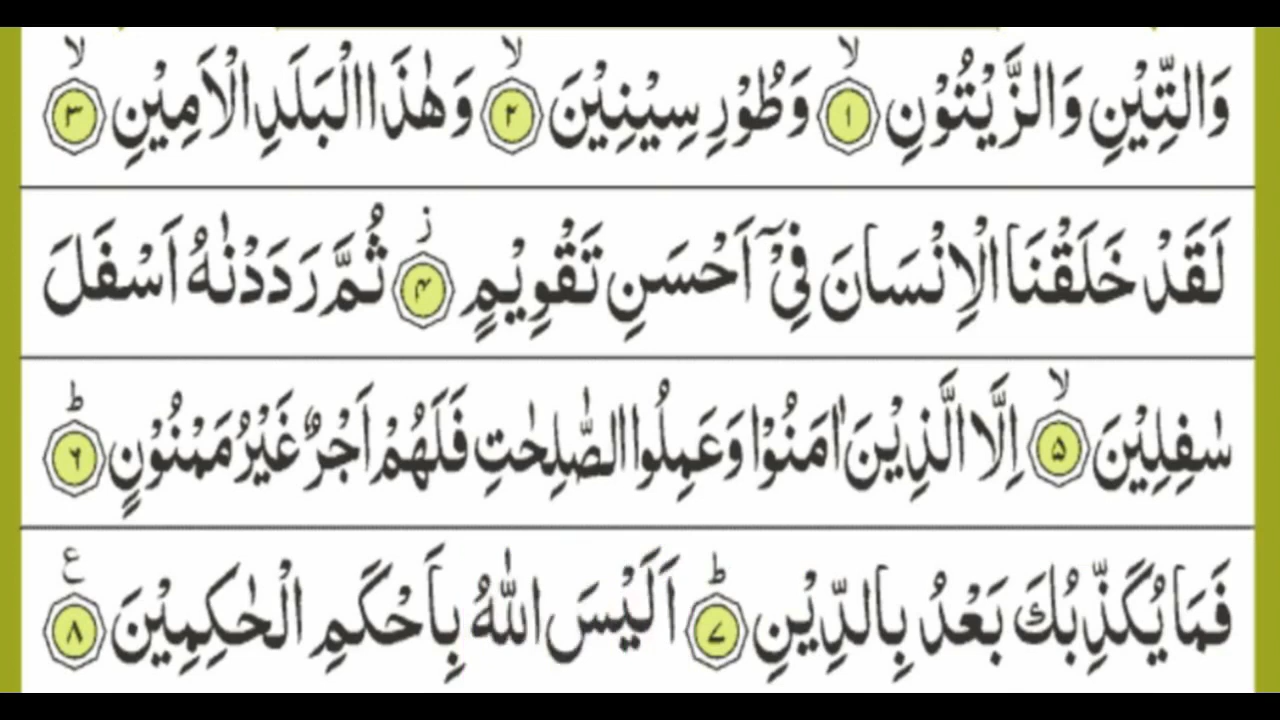 وَالتِّيْنِ وَالزَّيْتُوْنِ ۙ﴿۱﴾ وَطُوْرِ سِيْنِيْنَ ۙ﴿۲﴾ وَهٰذَا الْبَلَدِ الْاَمِيْنِ ۙ﴿۳﴾
لَقَدْ خَلَقْنَا الْاِنْسَانَ فِيْۤ اَحْسَنِ تَقْوِيْمٍ ؗ﴿۴﴾ ثُمَّ رَدَدْنٰهُ اَسْفَلَ
سٰفِلِيْنَ ۙ﴿۵﴾ اِلَّا الَّذِيْنَ اٰمَنُوْا وَعَمِلُوا الصّٰلِحٰتِ فَلَهُمْ اَجْرٌ غَيْرُ مَمْنُوْنٍ ؕ﴿۶﴾
فَمَا يُكَذِّبُكَ بَعْدُ بِالدِّيْنِ ؕ﴿۷﴾ اَلَيْسَ اللّٰهُ بِاَحْكَمِ الْحٰكِمِيْنَ ع﴿۸﴾